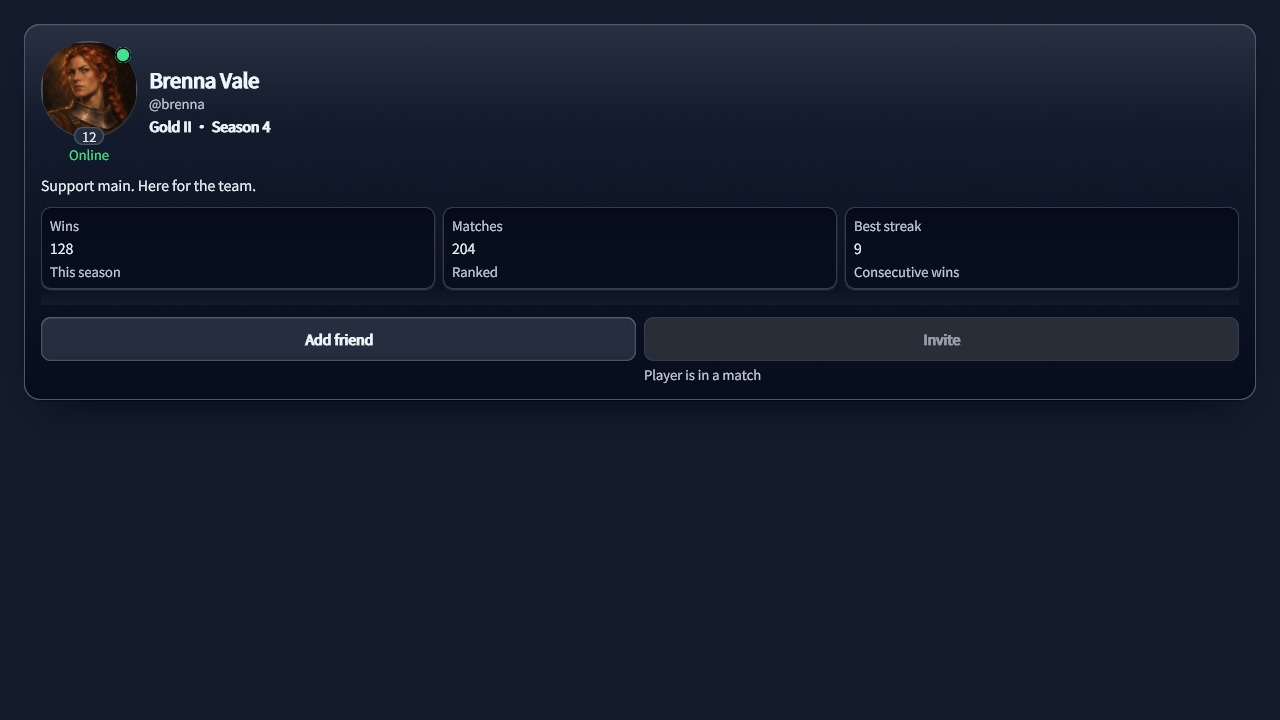 Brenna Vale
@brenna
Gold II • Season 4
12
Online
Support main. Here for the team.
Wins
128
This season
Matches
204
Ranked
Best streak
9
Consecutive wins
Add friend
Invite
Player is in a match